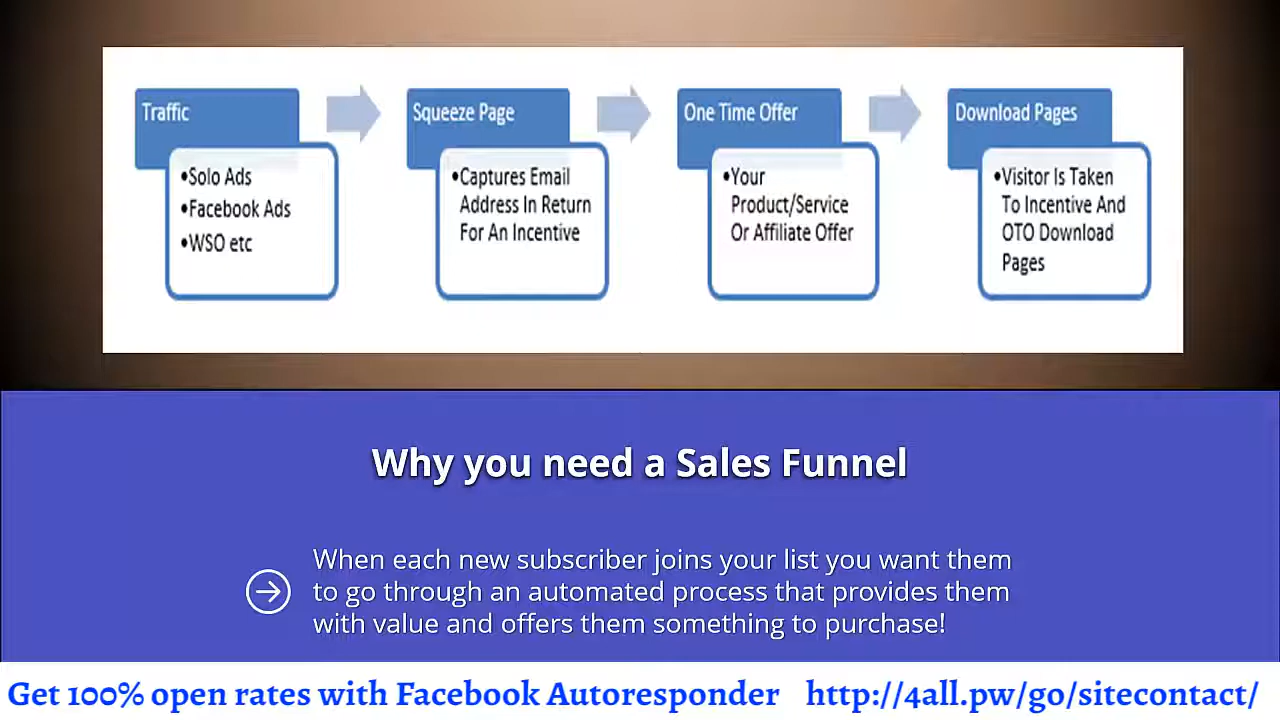 Traffic
•Solo Ads
•Facebook Ads
•WSO etc
Squeeze Page
•Captures Email
Address In Return
For An Incentive
One Time Offer
•Your
Product/Service
Or Affiliate Offer
Download Pages
•Visitor Is Taken
To Incentive And
OTO Download
Pages
Why you need a Sales Funnel
When each new subscriber joins your list you want them
to go through an automated process that provides them
with value and offers them something to purchase!
Get 100% open rates with Facebook Autoresponder http://4all.pw/go/sitecontact/